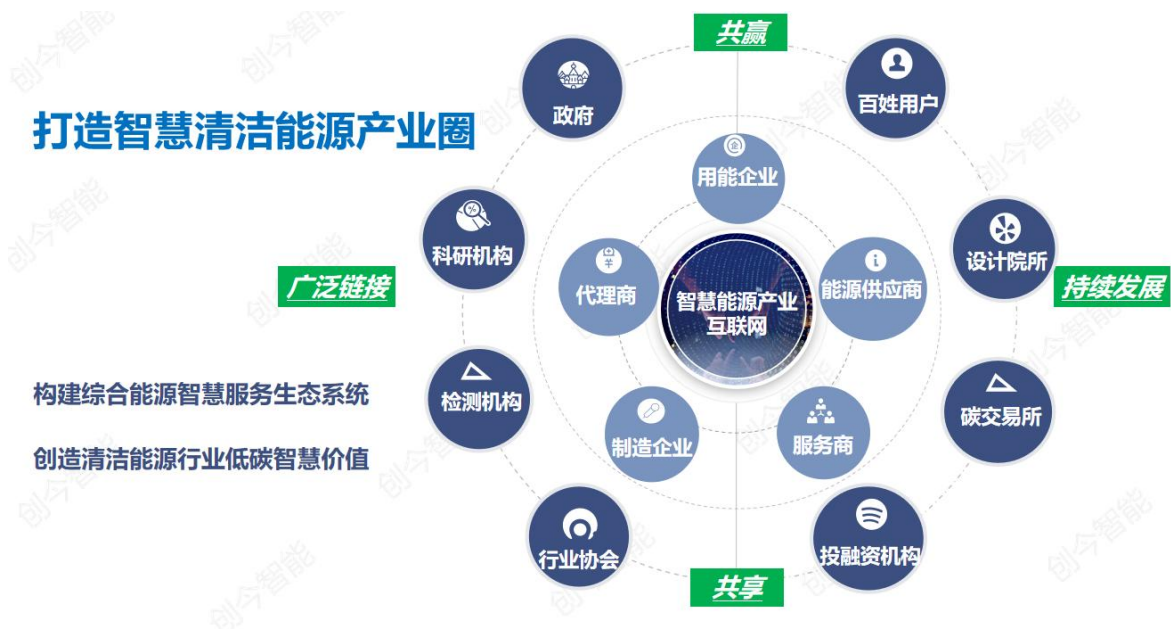 共赢
政府
百姓用户
打造智慧清洁能源产业圈
用能企业
科研机构
设计院所
代理商
能源供应商
智慧能源产业
互联网
广泛链接
持续发展
构建综合能源智慧服务生态系统
检测机构
碳交易所
制造企业
服务商
创造清洁能源行业低碳智慧价值
行业协会
投融资机构
共享
创今智能